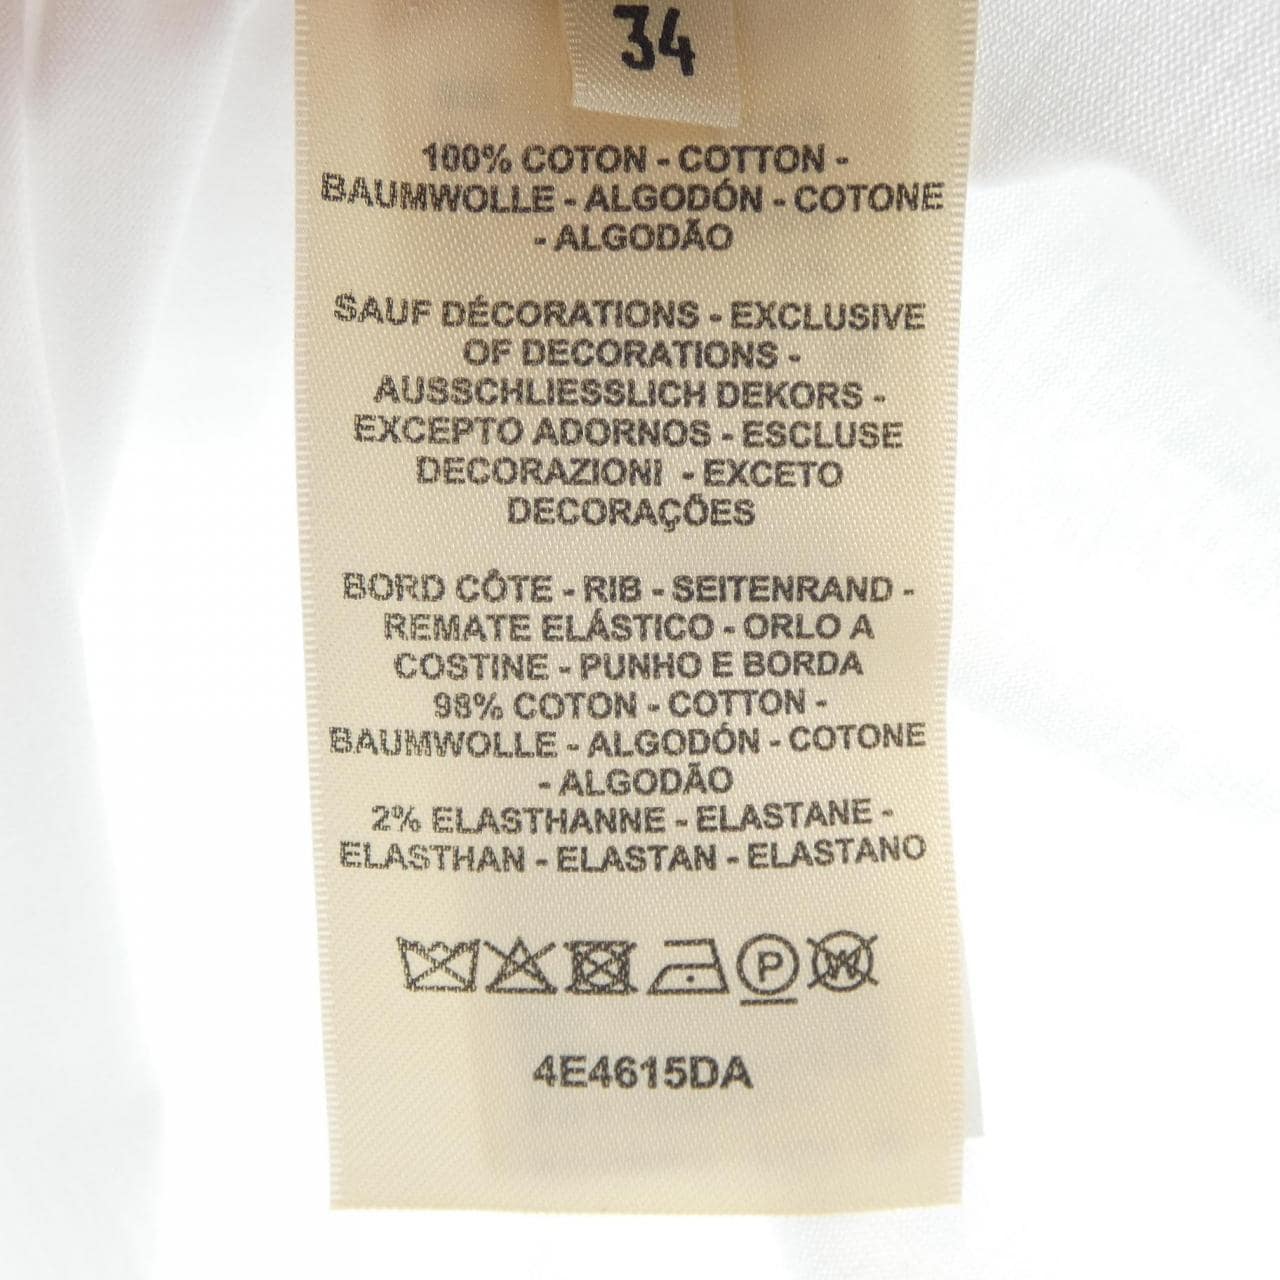 34
100% COTON - COTTON -
BAUMWOLLE - ALGODÓN - COTONE
- ALGODÃO
SAUF DÉCORATIONS - EXCLUSIVE
OF DECORATIONS -
AUSSCHLIESSLICH DEKORS -
EXCEPTO ADORNOS - ESCLUSE
DECORAZIONI - EXCETO
DECORAÇÕES
BORD CÔTE - RIB - SEITENRAND -
REMATE ELÁSTICO - ORLO A
COSTINE - PUNHO E BORDA
98% COTON - COTTON -
BAUMWOLLE - ALGODÓN - COTONE
- ALGODÃO
2% ELASTHANNE - ELASTANE -
ELASTHAN - ELASTAN - ELASTANO
P W
4E4615DA